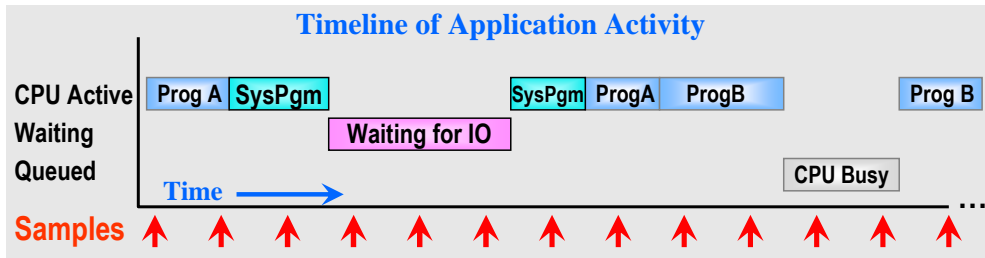 Timeline of Application Activity
CPU Active Prog A SysPgm SysPgm ProgA ProgB Prog B
Waiting Waiting for IO
Queued CPU Busy
Time ...
Samples